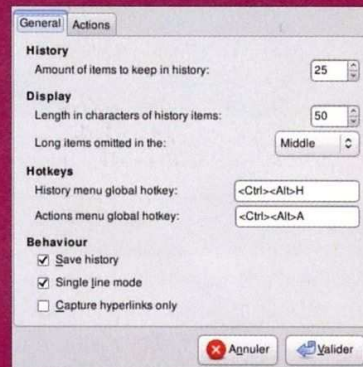 General Actions
History
Amount of items to keep in history: 25
Display
Length in characters of history items: 50
Long items omitted in the: Middle
Hotkeys
History menu global hotkey: <Ctrl><Alt>H
Actions menu global hotkey: <Ctrl><Alt>A
Behaviour
Save history
Single line mode
Capture hyperlinks only
Annuler Valider